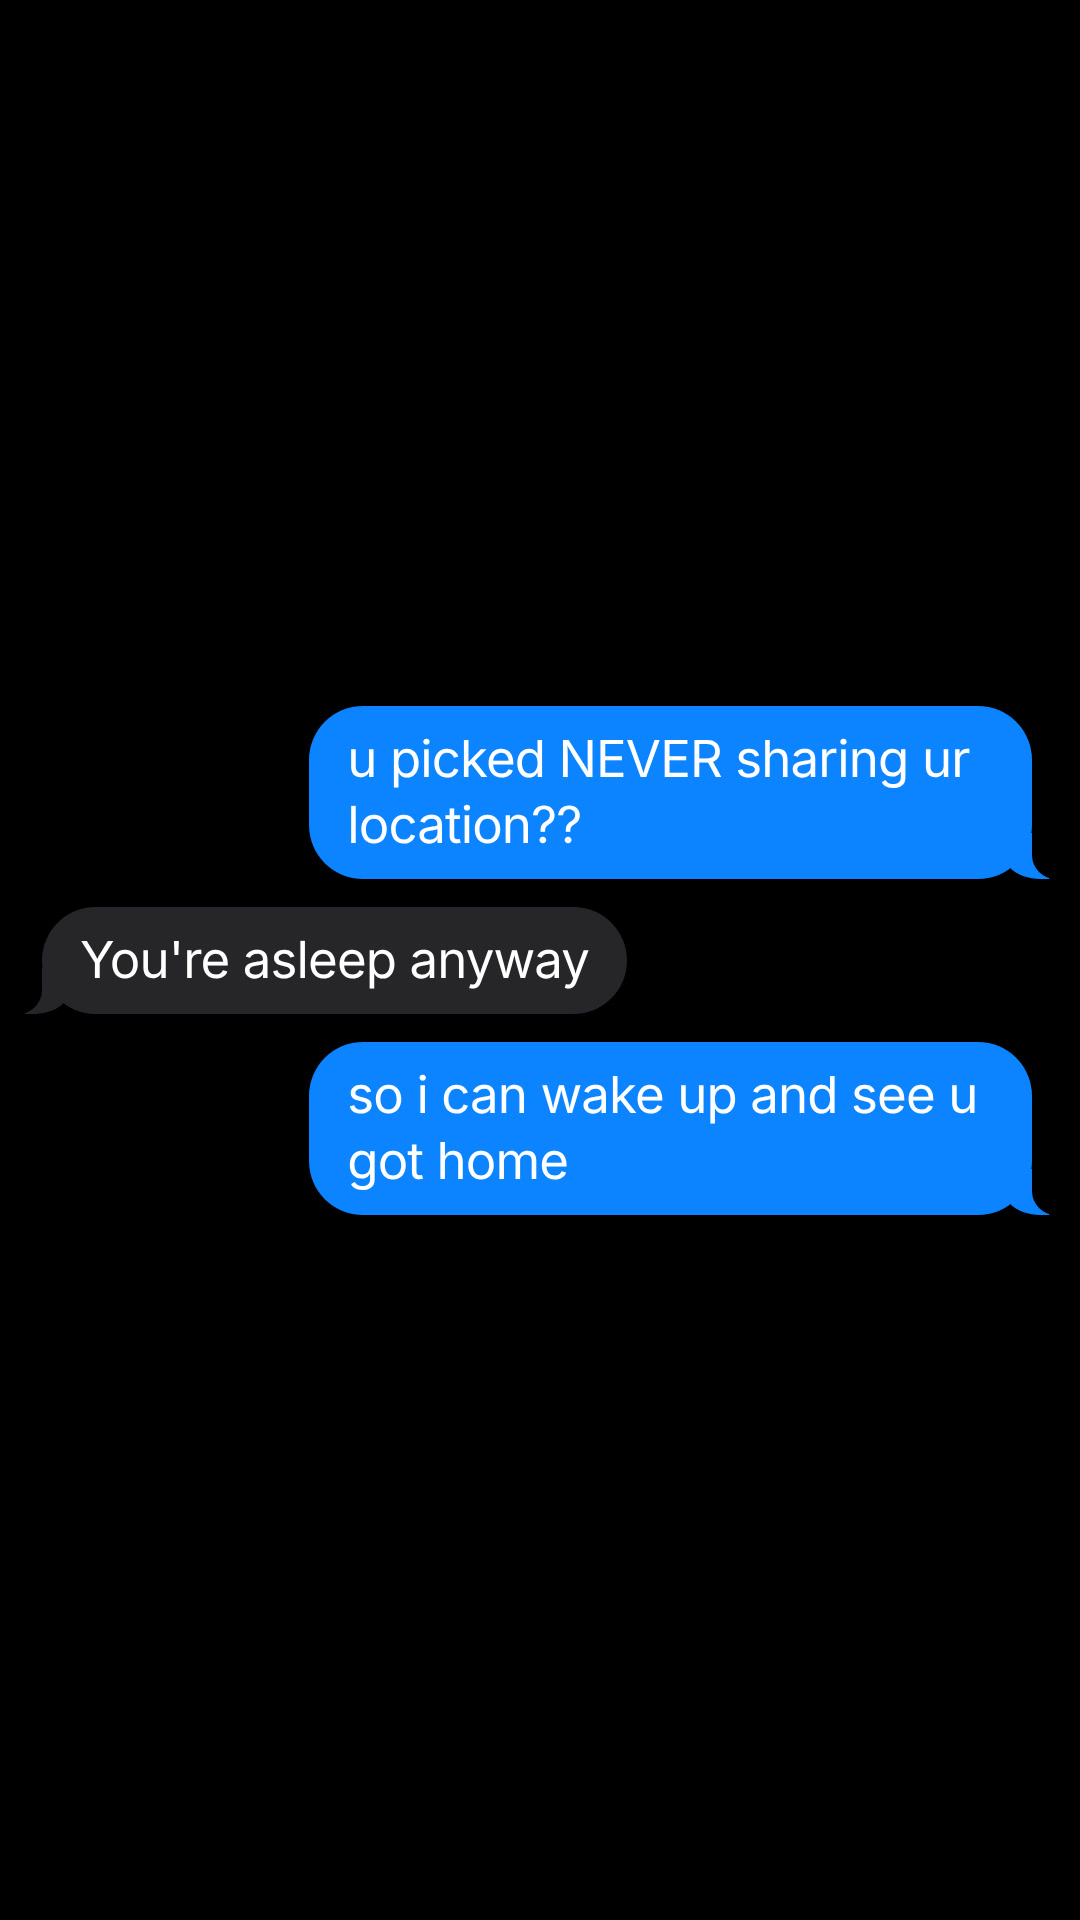 u picked NEVER sharing ur
location??
You're asleep anyway
so i can wake up and see u
got home